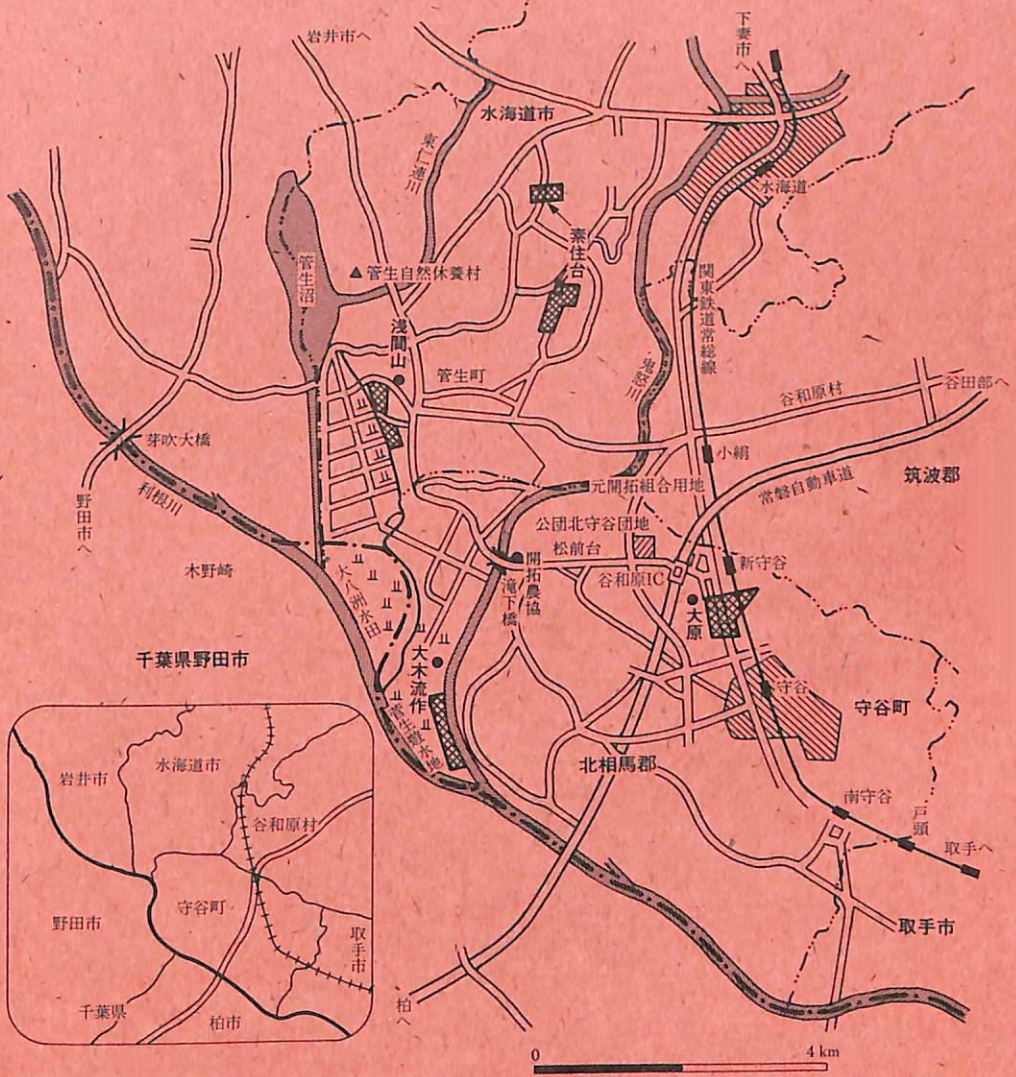 岩井市へ
下妻市へ
水海道市
東仁連川
水海道
素住台
菅生沼
▲菅生自然休養村
関東鉄道常総線
浅間山
菅生町
鬼怒川
谷和原村
谷田部へ
芽吹大橋
小絹
筑波郡
利根川
元開拓組合用地
常磐自動車道
野田市へ
公団北守谷団地
松前台
木野崎
大八洲水田
開拓農協
滝下橋
谷和原IC
新守谷
大原
千葉県野田市
大木流作
守谷
守谷町
菅生遊水地
北相馬郡
南守谷
戸頭
取手へ
取手市
柏へ
岩井市
水海道市
谷和原村
守谷町
野田市
取手市
千葉県
柏市
0
4 km